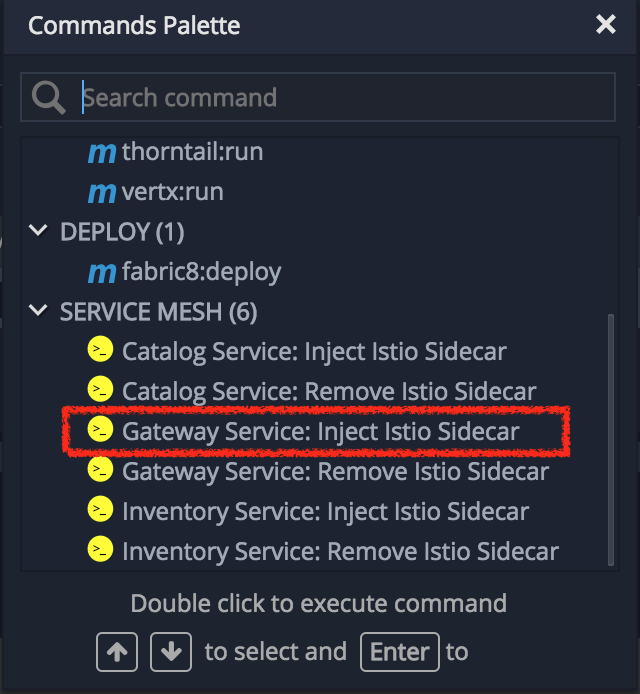 Commands Palette
Search command
thorntail:run
vertx:run
DEPLOY (1)
fabric8:deploy
SERVICE MESH (6)
Catalog Service: Inject Istio Sidecar
Catalog Service: Remove Istio Sidecar
Gateway Service: Inject Istio Sidecar
Gateway Service: Remove Istio Sidecar
Inventory Service: Inject Istio Sidecar
Inventory Service: Remove Istio Sidecar
Double click to execute command
to select and Enter to